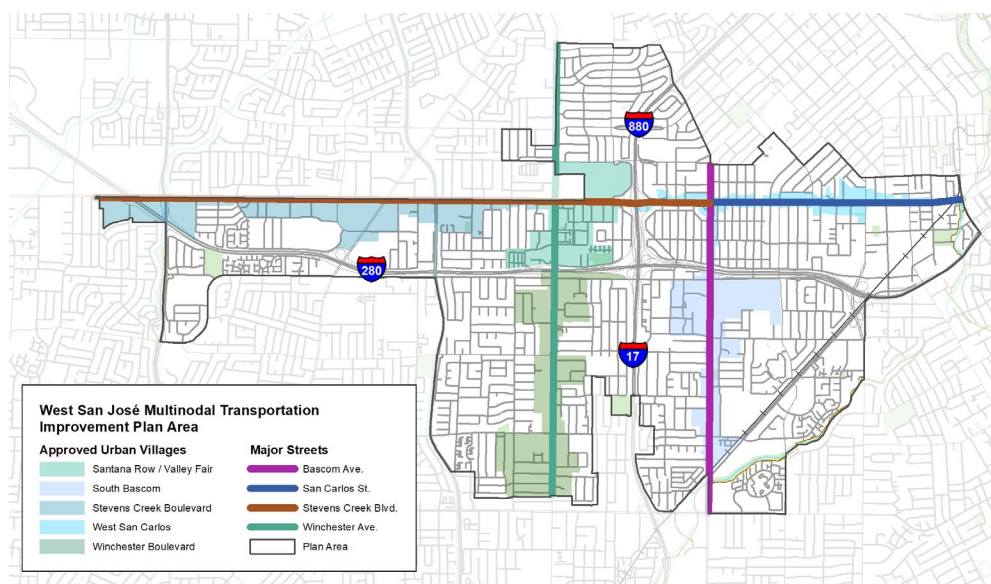 880
280
17
West San José Multinodal Transportation
Improvement Plan Area
Approved Urban Villages
Santana Row / Valley Fair
South Bascom
Stevens Creek Boulevard
West San Carlos
Winchester Boulevard
Major Streets
Bascom Ave.
San Carlos St.
Stevens Creek Blvd.
Winchester Ave.
Plan Area